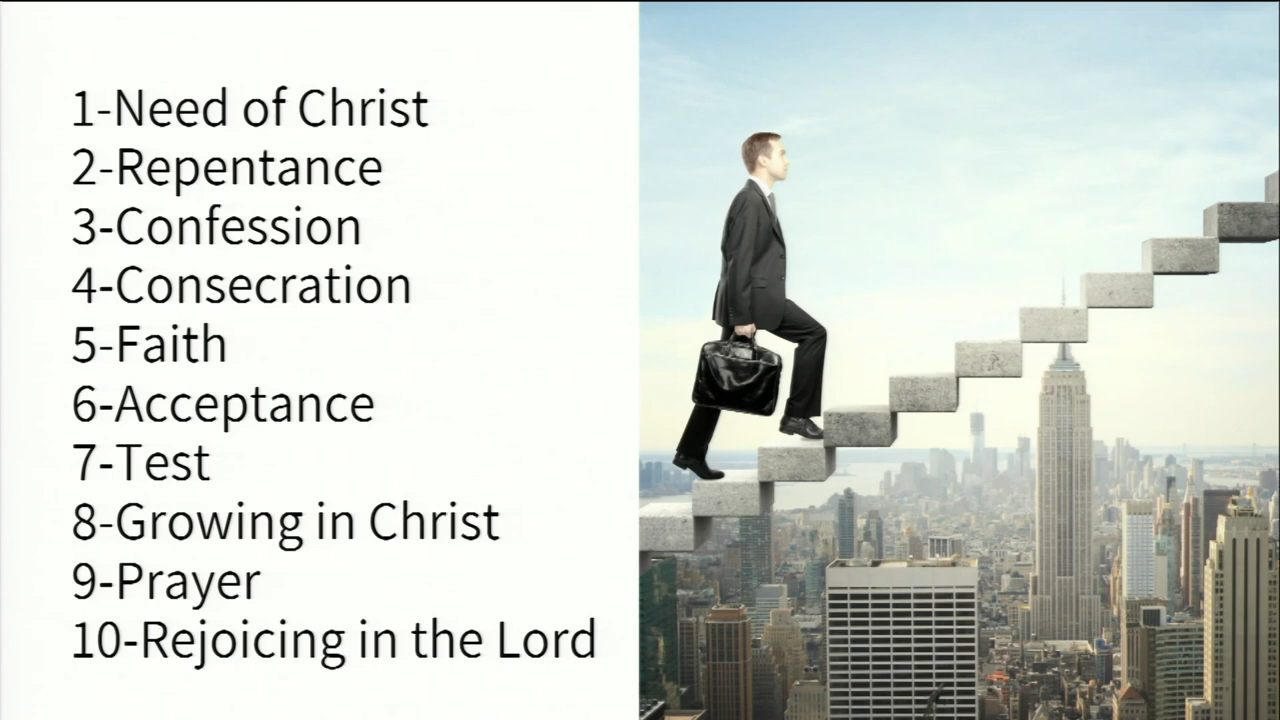 1-Need of Christ
2-Repentance
3-Confession
4-Consecration
5-Faith
6-Acceptance
7-Test
8-Growing in Christ
9-Prayer
10-Rejoicing in the Lord